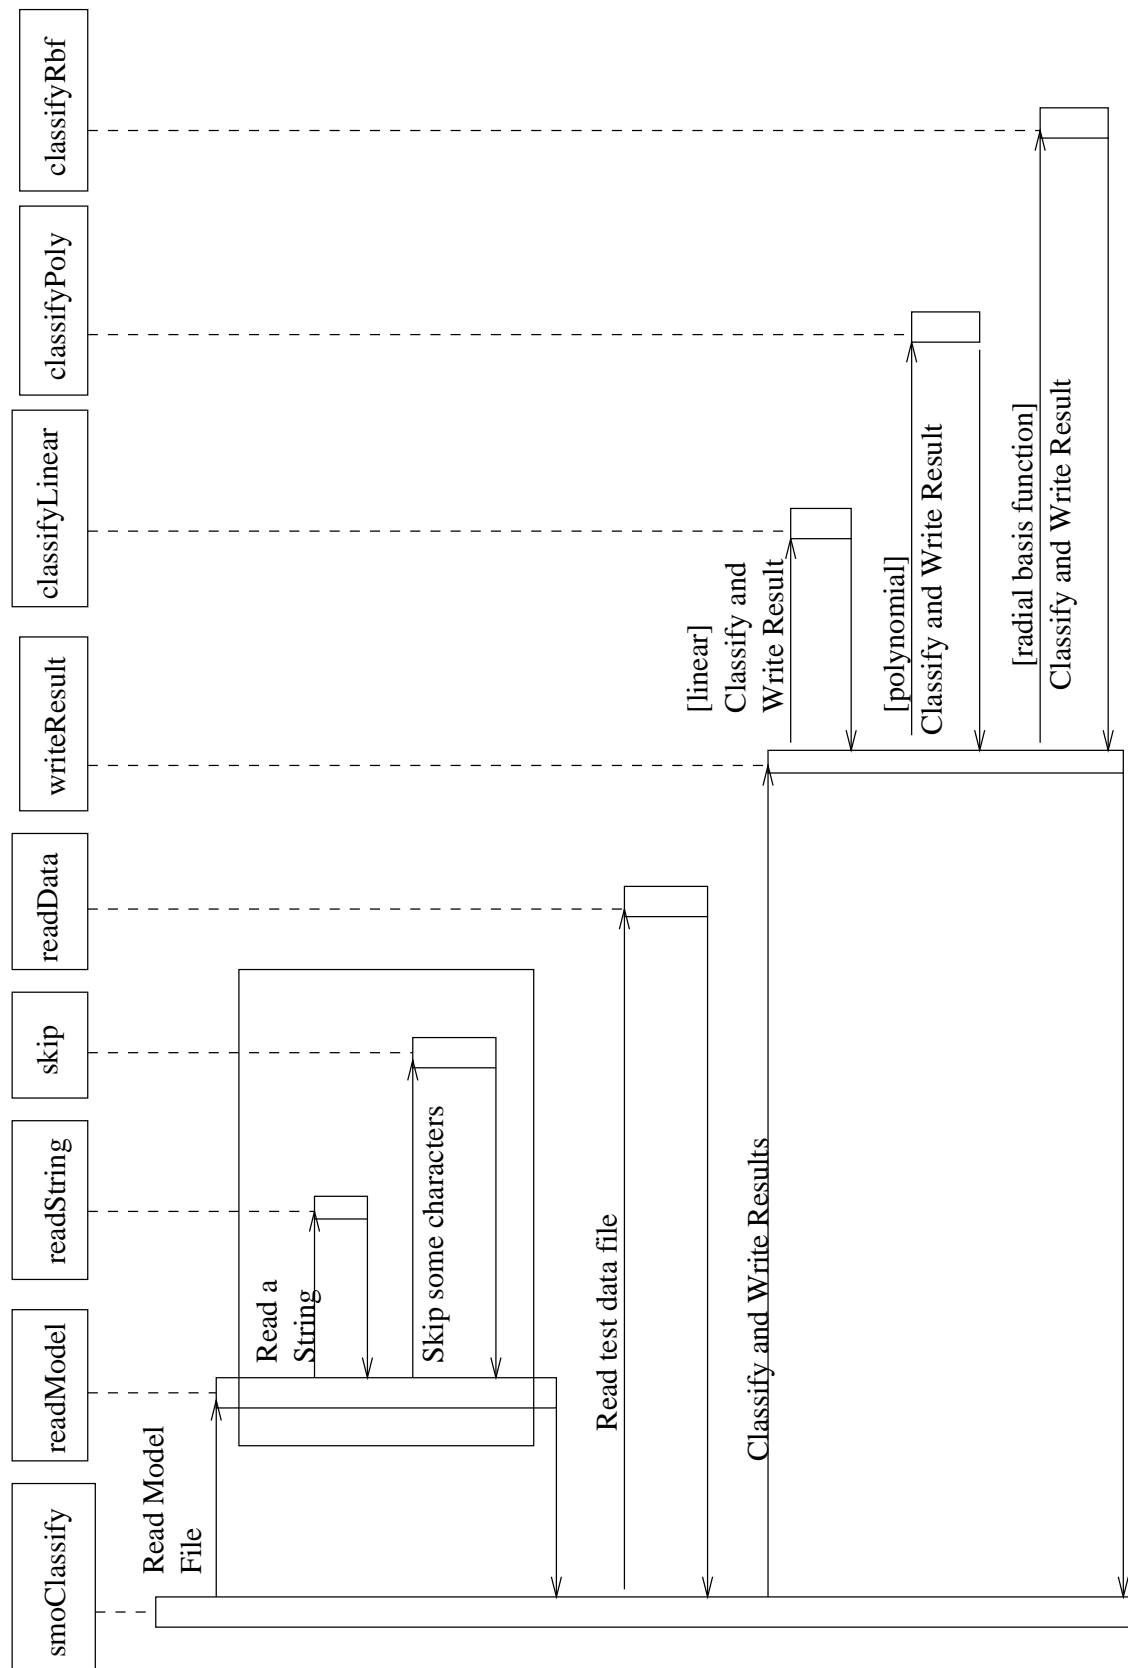 smoClassify
readModel
readString
skip
readData
writeResult
classifyLinear
classifyPoly
classifyRbf
Read Model
File
Read a
String
Skip some characters
Read test data file
Classify and Write Results
[linear]
Classify and
Write Result
[polynomial]
Classify and Write Result
[radial basis function]
Classify and Write Result